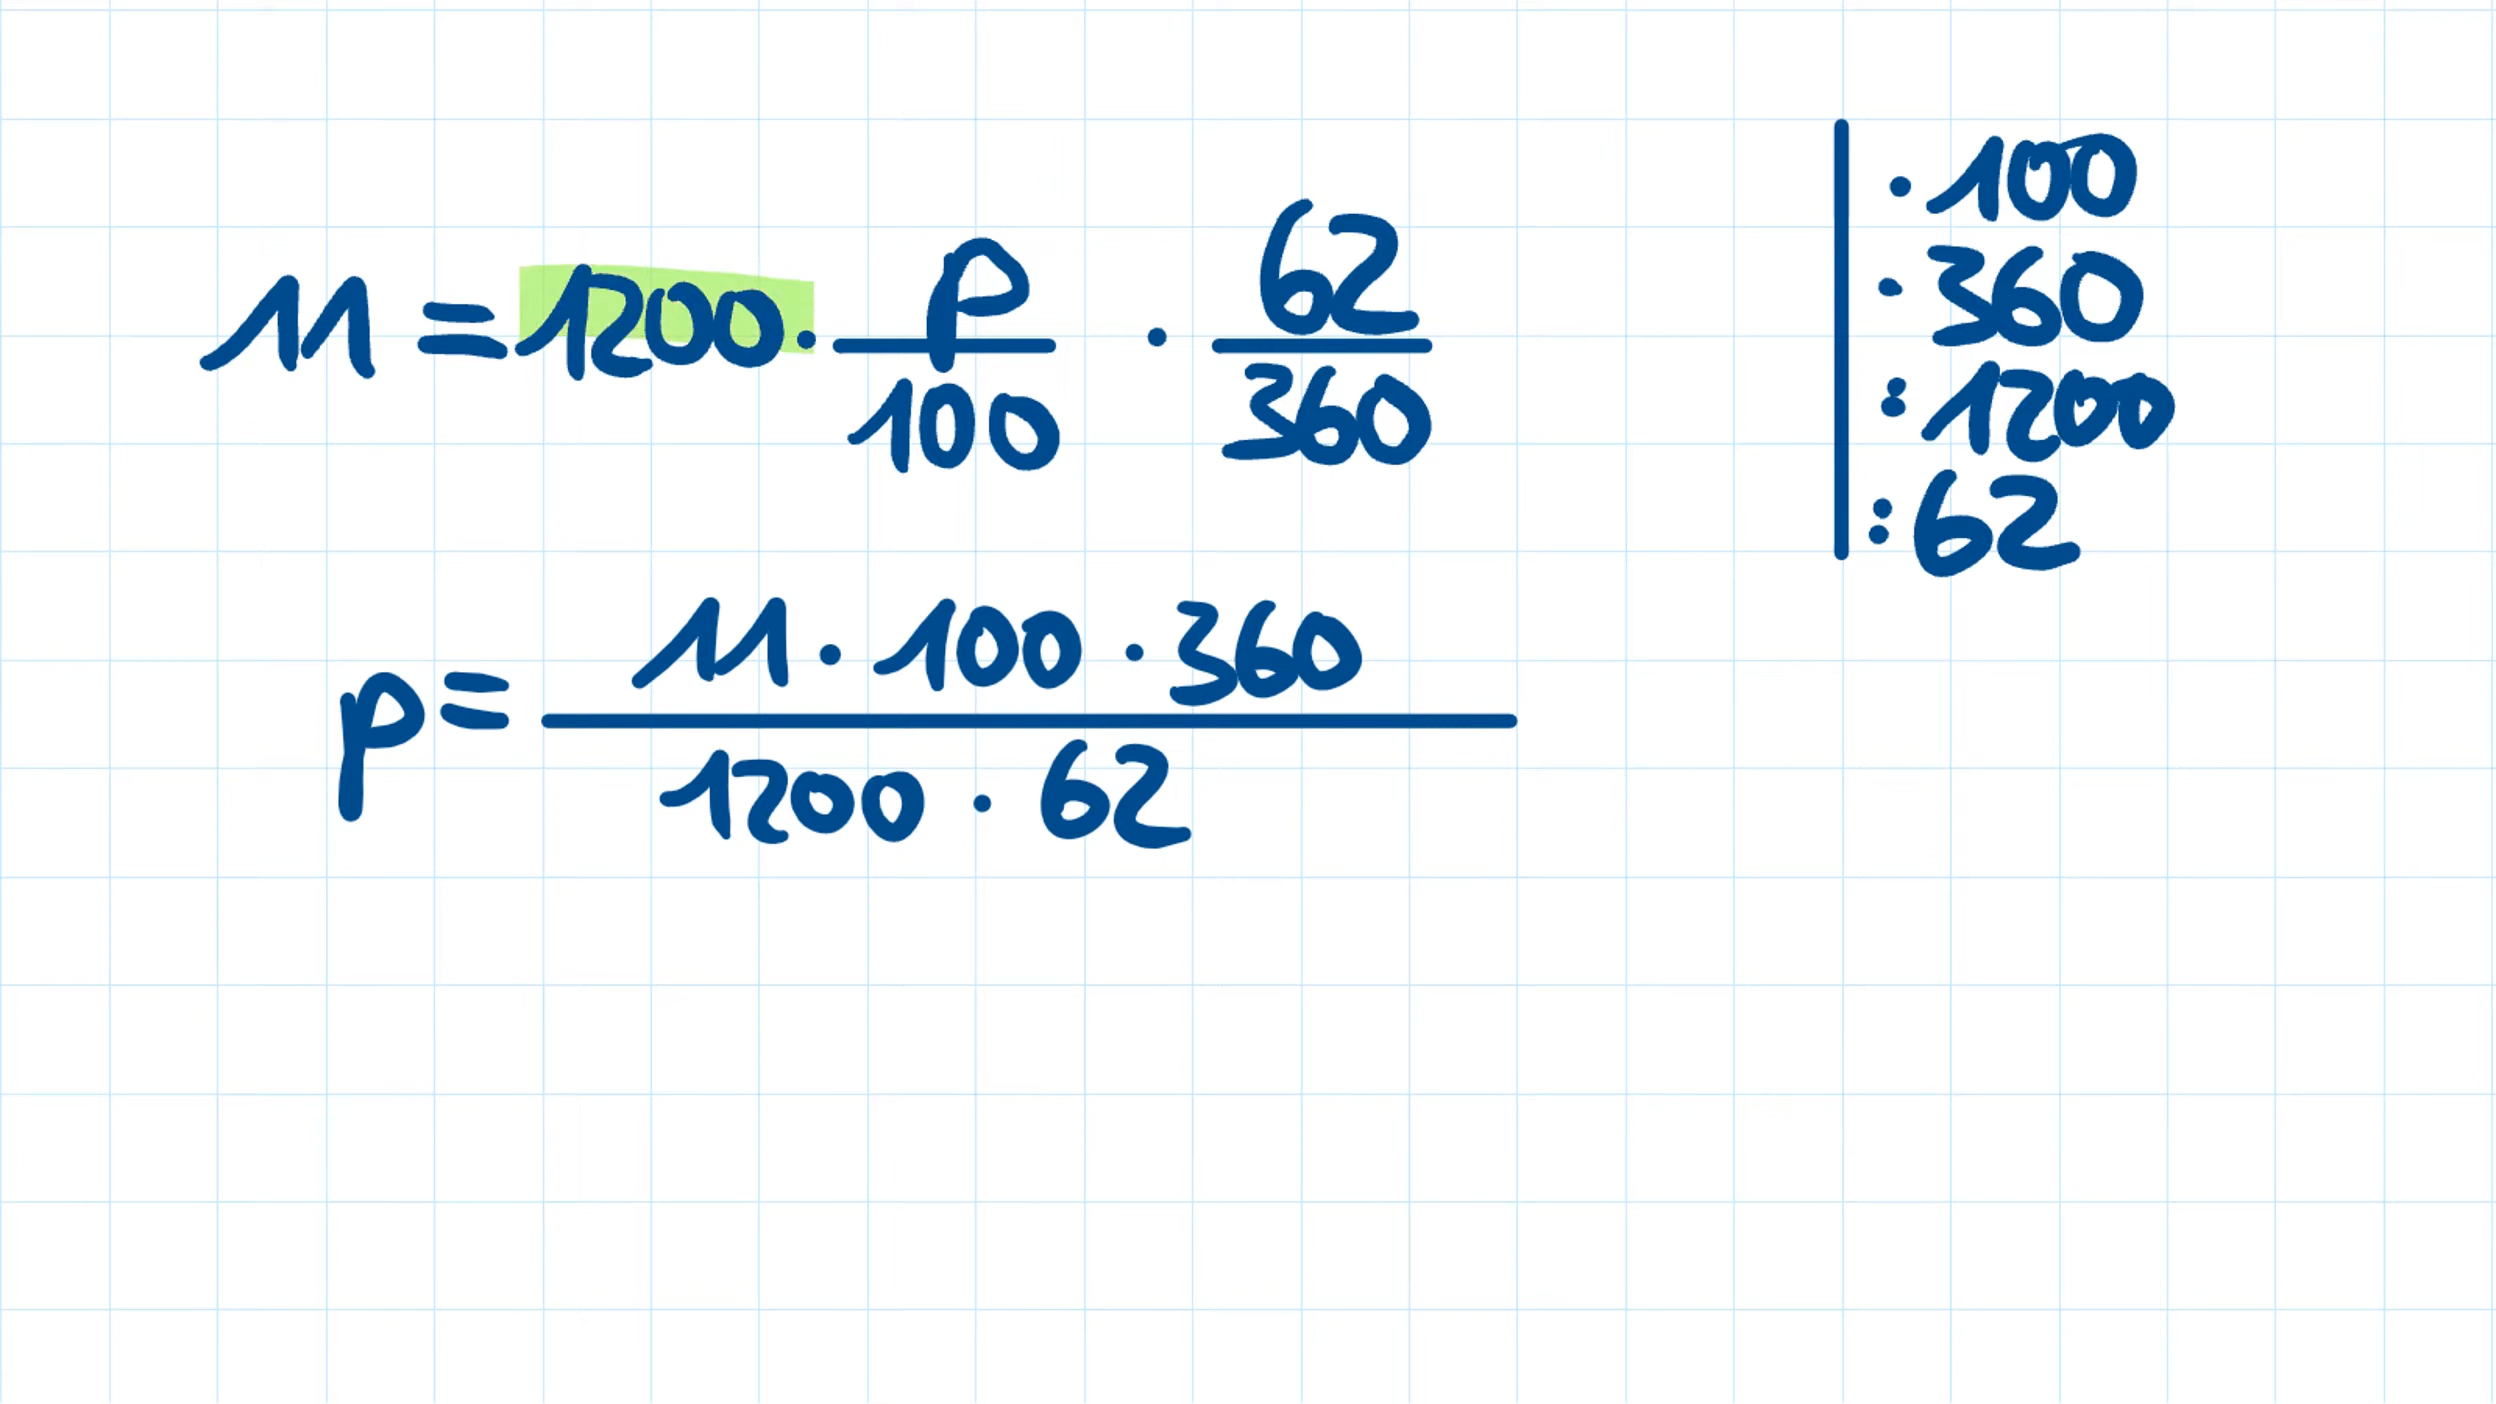 11 = 1200 · p/100 · 62/360
| · 100
· 360
: 1200
: 62
p = (11 · 100 · 360)/(1200 · 62)